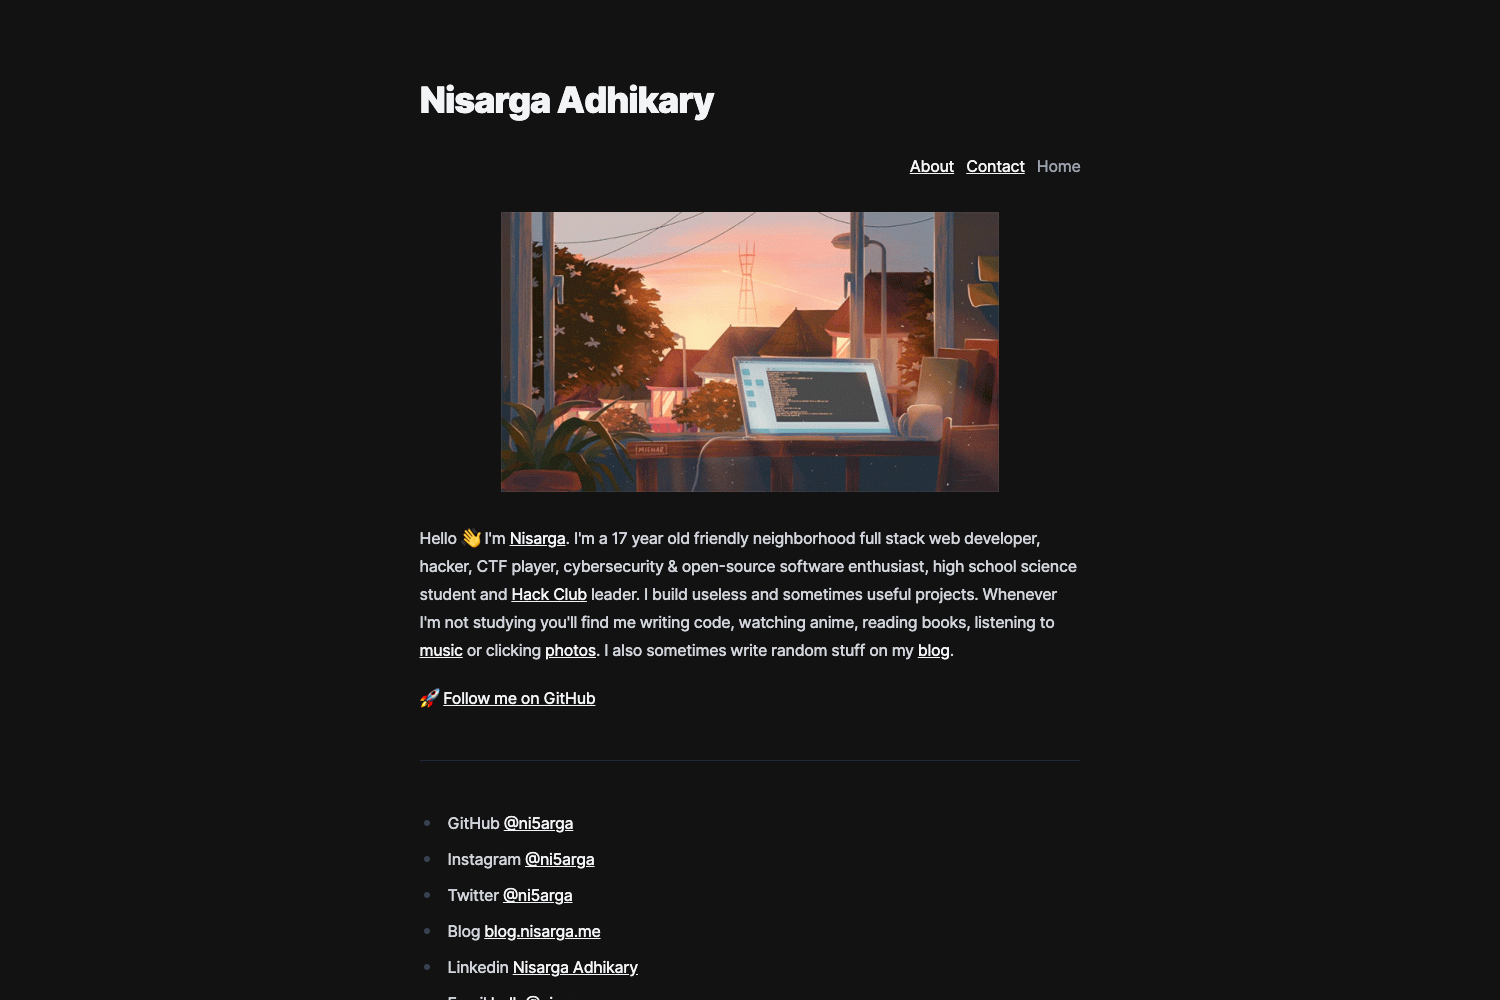 Nisarga Adhikary
About Contact Home
MIENAR
Hello 👋 I'm Nisarga. I'm a 17 year old friendly neighborhood full stack web developer,
hacker, CTF player, cybersecurity & open-source software enthusiast, high school science
student and Hack Club leader. I build useless and sometimes useful projects. Whenever
I'm not studying you'll find me writing code, watching anime, reading books, listening to
music or clicking photos. I also sometimes write random stuff on my blog.
🚀 Follow me on GitHub
GitHub @ni5arga
Instagram @ni5arga
Twitter @ni5arga
Blog blog.nisarga.me
Linkedin Nisarga Adhikary